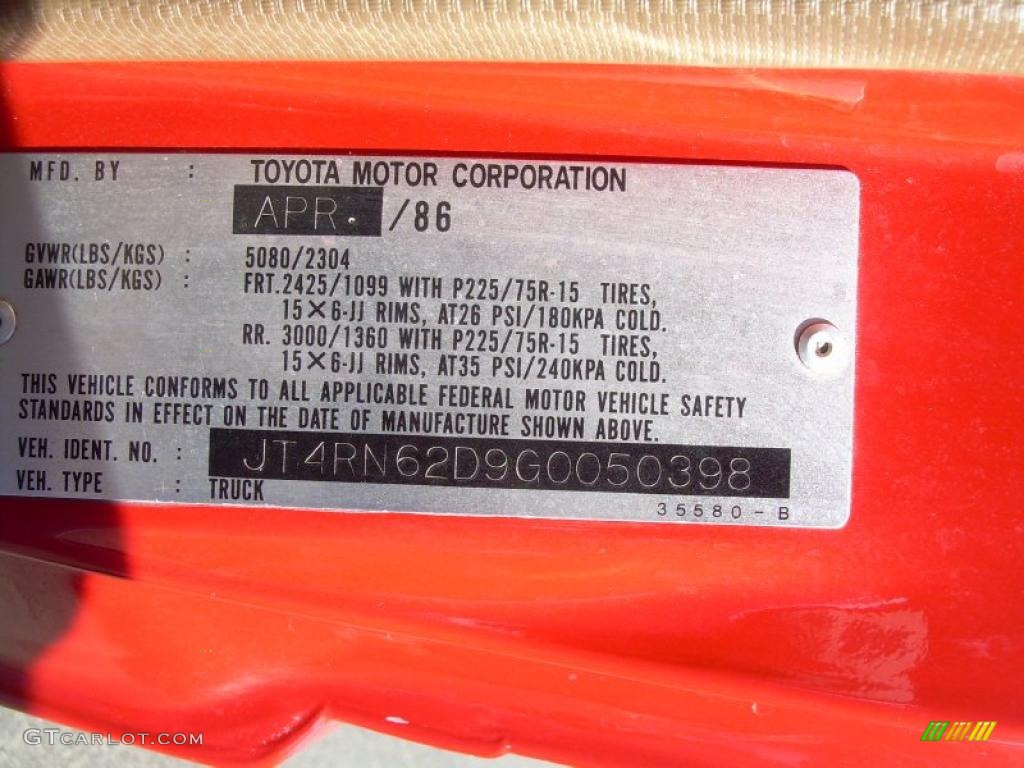 MFD. BY : TOYOTA MOTOR CORPORATION
APR. /86
GVWR(LBS/KGS) : 5080/2304
GAWR(LBS/KGS) : FRT.2425/1099 WITH P225/75R-15 TIRES,
15×6-JJ RIMS, AT26 PSI/180KPA COLD.
RR. 3000/1360 WITH P225/75R-15 TIRES,
15×6-JJ RIMS, AT35 PSI/240KPA COLD.
THIS VEHICLE CONFORMS TO ALL APPLICABLE FEDERAL MOTOR VEHICLE SAFETY
STANDARDS IN EFFECT ON THE DATE OF MANUFACTURE SHOWN ABOVE.
VEH. IDENT. NO. : JT4RN62D9G0050398
VEH. TYPE : TRUCK
35580-B
GTCARLOT.COM